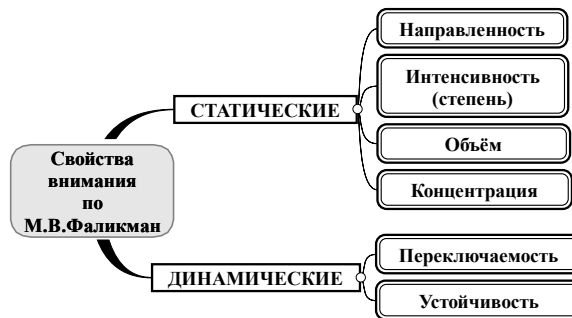 Свойства
внимания
по
М.В.Фаликман
СТАТИЧЕСКИЕ
Направленность
Интенсивность
(степень)
Объём
Концентрация
ДИНАМИЧЕСКИЕ
Переключаемость
Устойчивость